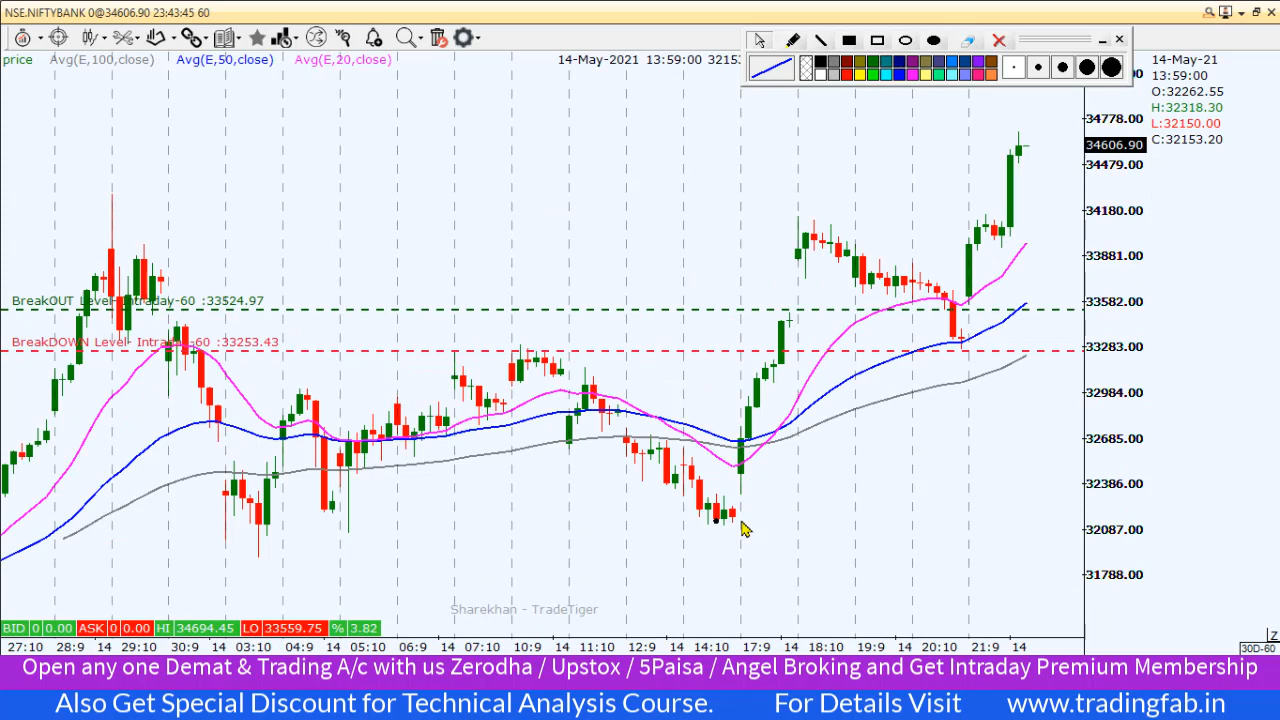 NSE.NIFTYBANK 0@34606.90 23:43:45 60
price Avg(E,100,close) Avg(E,50,close) Avg(E,20,close) 14-May-2021 13:59:00
14-May-21
13:59:00
O:32262.55
H:32318.30
L:32150.00
C:32153.20
34778.00
34606.90
34479.00
34180.00
33881.00
BreakOUT Level- Intraday-60 :33524.97
33582.00
BreakDOWN Level- Intraday-60 :33253.43
33283.00
32984.00
32685.00
32386.00
32087.00
31788.00
Sharekhan - TradeTiger
BID 0 0.00 ASK 0 0.00 HI 34694.45 LO 33559.75 % 3.82
Z
27:10 28:9 14 29:10 14 30:9 14 03:10 14 04:9 14 05:10 14 06:9 14 07:10 14 10:9 14 11:10 14 12:9 14 14:10 14 17:9 14 18:10 14 19:9 14 20:10 14 21:9 14
30D-60
Open any one Demat & Trading A/c with us Zerodha / Upstox / 5Paisa / Angel Broking and Get Intraday Premium Membership
Also Get Special Discount for Technical Analysis Course. For Details Visit www.tradingfab.in